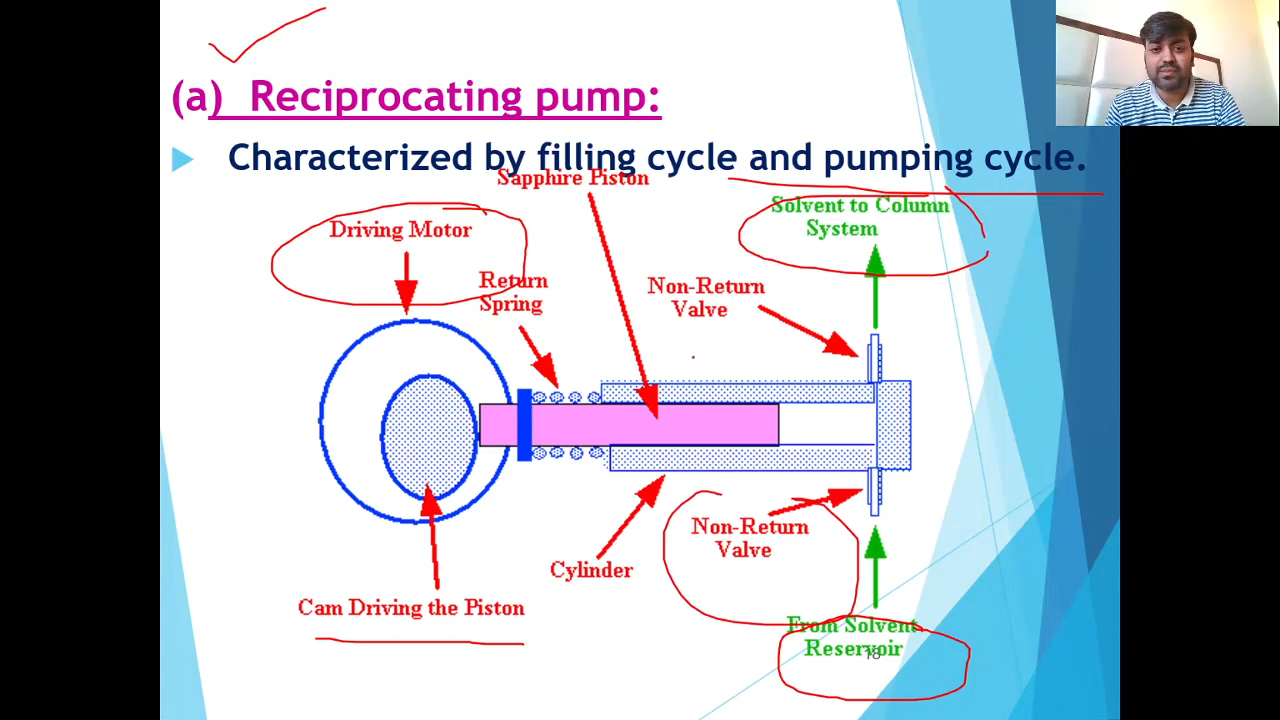 (a) Reciprocating pump:
Characterized by filling cycle and pumping cycle.
Sapphire Piston
Solvent to Column
System
Driving Motor
Return
Spring
Non-Return
Valve
Non-Return
Valve
Cylinder
Cam Driving the Piston
From Solvent
Reservoir
18